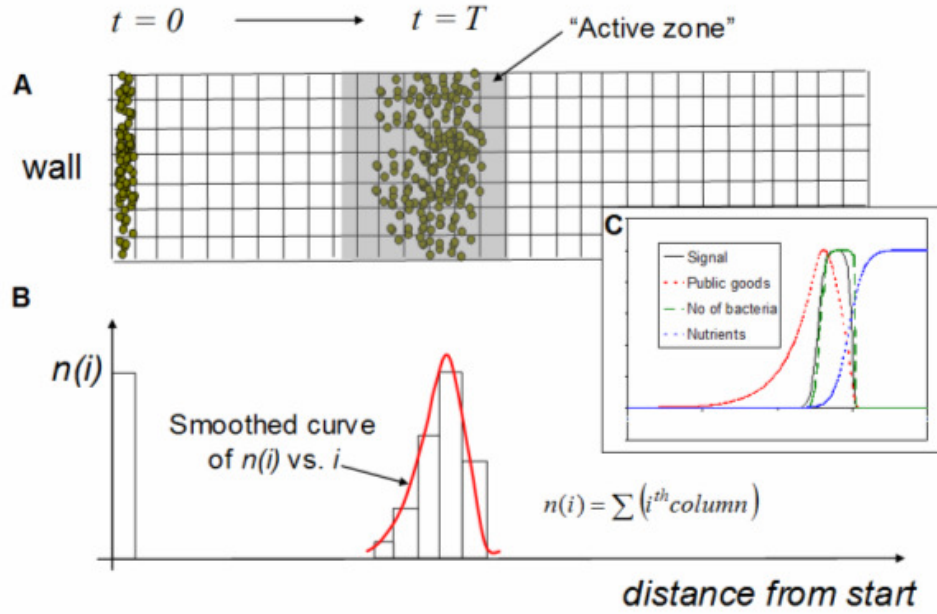 t = 0
t = T
"Active zone"
A
wall
C
Signal
Public goods
No of bacteria
Nutrients
B
n(i)
Smoothed curve
of n(i) vs. i
n(i) = ∑ (i^{th} column)
distance from start